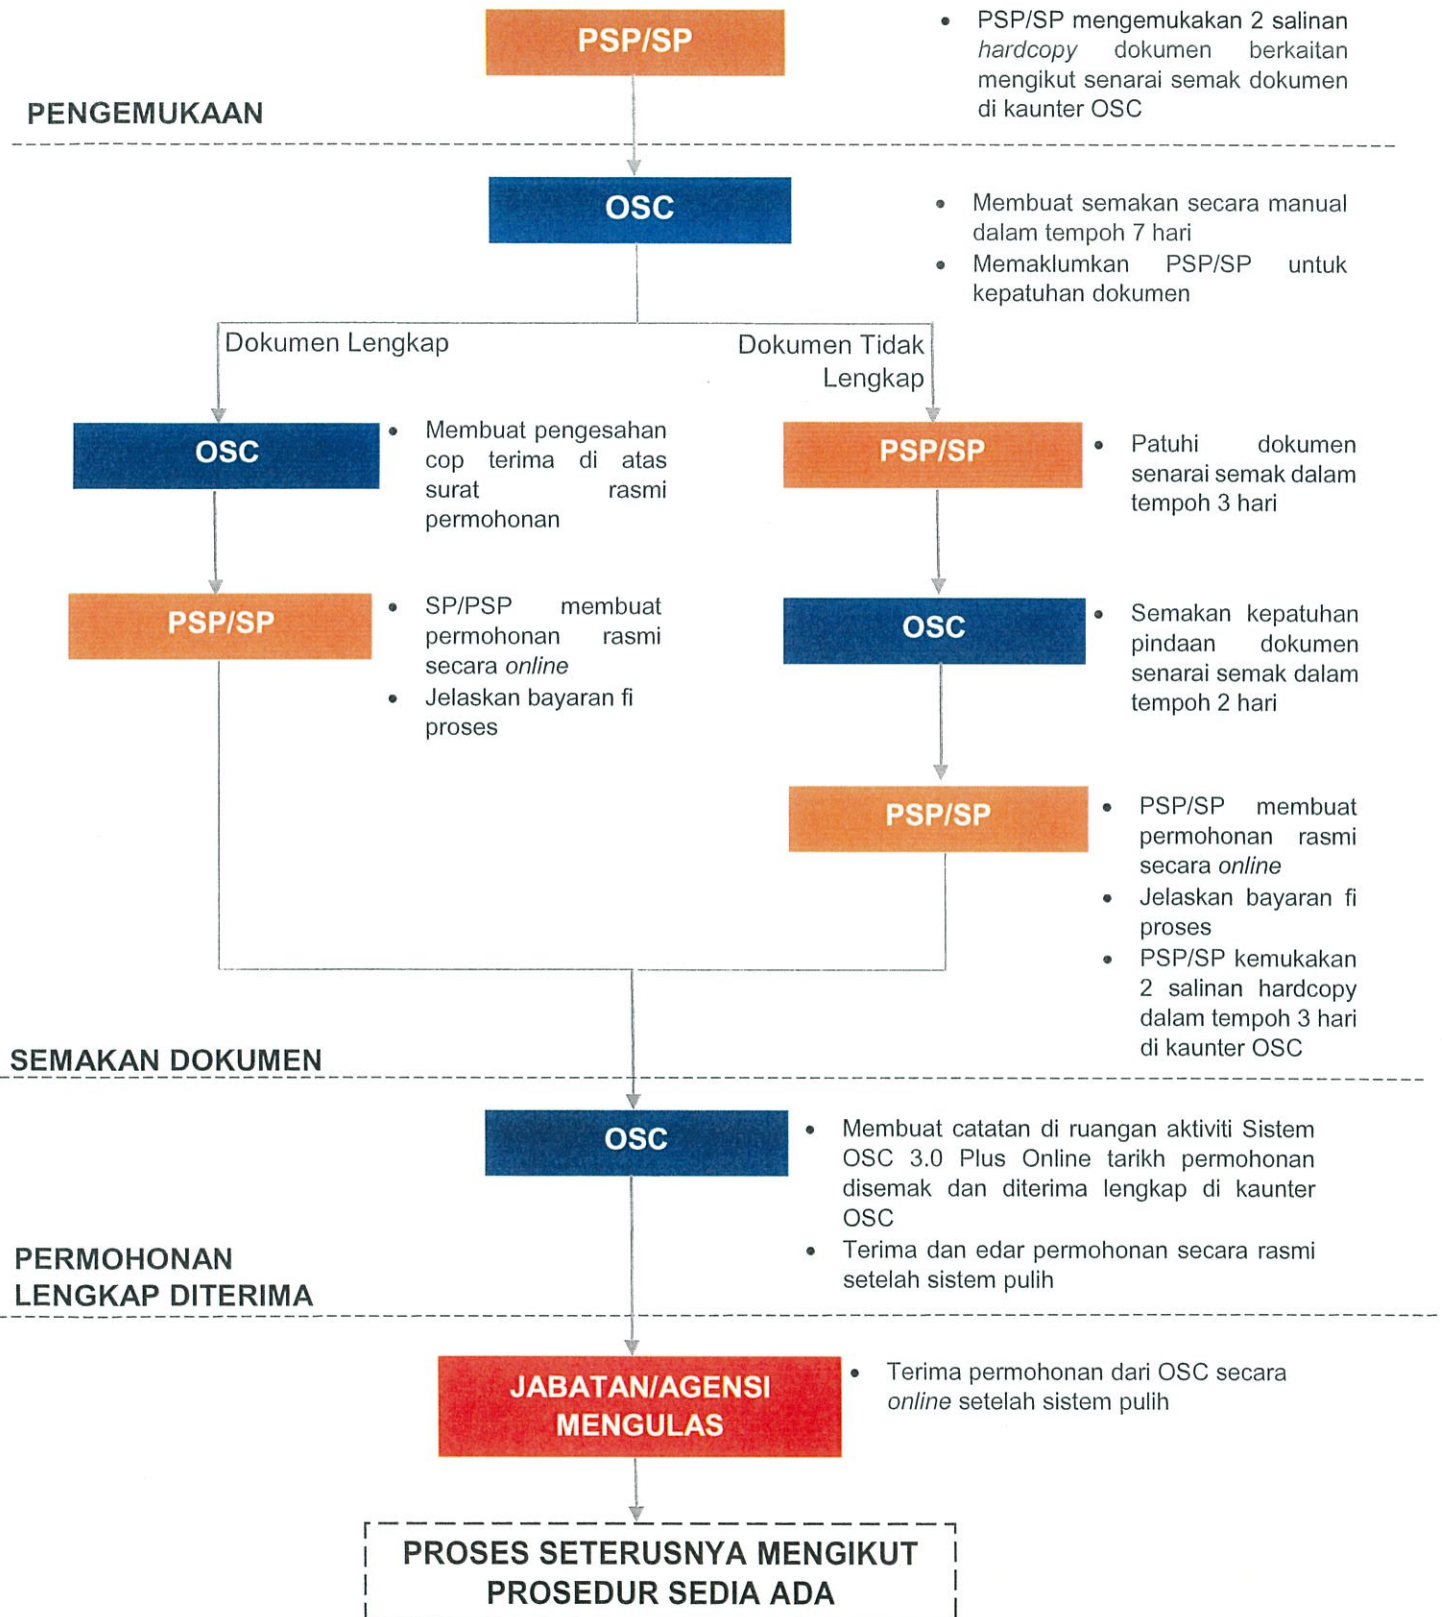 PSP/SP
• PSP/SP mengemukakan 2 salinan
hardcopy dokumen berkaitan
mengikut senarai semak dokumen
di kaunter OSC
PENGEMUKAAN
OSC
• Membuat semakan secara manual
dalam tempoh 7 hari
• Memaklumkan PSP/SP untuk
kepatuhan dokumen
Dokumen Lengkap
Dokumen Tidak
Lengkap
OSC
• Membuat pengesahan
cop terima di atas
surat rasmi
permohonan
PSP/SP
• Patuhi dokumen
senarai semak dalam
tempoh 3 hari
PSP/SP
• SP/PSP membuat
permohonan rasmi
secara online
• Jelaskan bayaran fi
proses
OSC
• Semakan kepatuhan
pindaan dokumen
senarai semak dalam
tempoh 2 hari
PSP/SP
• PSP/SP membuat
permohonan rasmi
secara online
• Jelaskan bayaran fi
proses
• PSP/SP kemukakan
2 salinan hardcopy
dalam tempoh 3 hari
di kaunter OSC
SEMAKAN DOKUMEN
OSC
• Membuat catatan di ruangan aktiviti Sistem
OSC 3.0 Plus Online tarikh permohonan
disemak dan diterima lengkap di kaunter
OSC
• Terima dan edar permohonan secara rasmi
setelah sistem pulih
PERMOHONAN
LENGKAP DITERIMA
JABATAN/AGENSI
MENGULAS
• Terima permohonan dari OSC secara
online setelah sistem pulih
PROSES SETERUSNYA MENGIKUT
PROSEDUR SEDIA ADA